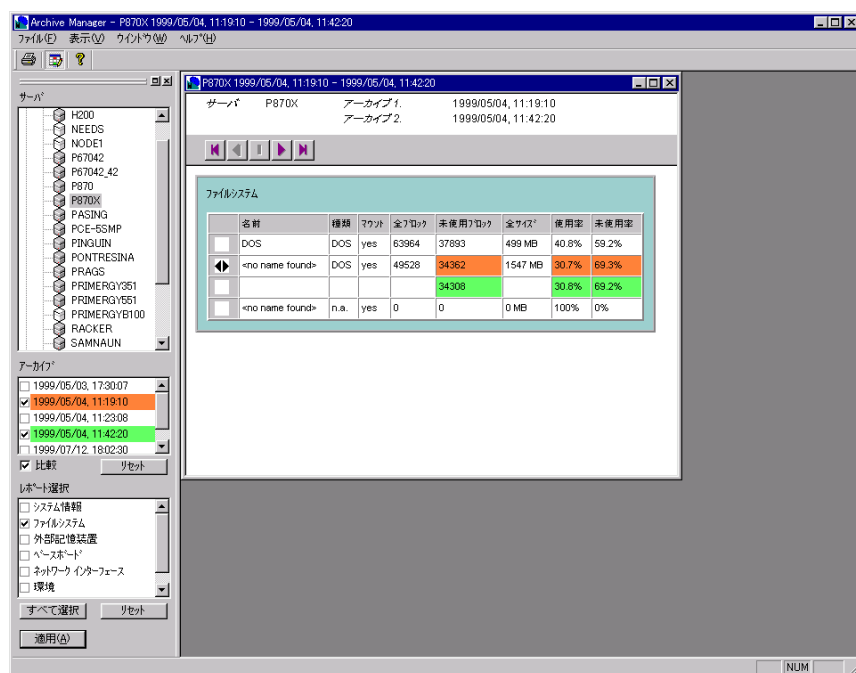 Archive Manager - P870X 1999/05/04, 11:19:10 - 1999/05/04, 11:42:20
ﾌｧｲﾙ(F) 表示(V) ｳｲﾝﾄﾞｳ(W) ﾍﾙﾌﾟ(H)
ｻｰﾊﾞ
H200
NEEDS
NODE1
P67042
P67042_42
P870
P870X
PASING
PCE-5SMP
PINGUIN
PONTRESINA
PRAGS
PRIMERGY351
PRIMERGY551
PRIMERGYB100
RACKER
SAMNAUN
ｱｰｶｲﾌﾞ
1999/05/03, 17:30:07
1999/05/04, 11:19:10
1999/05/04, 11:23:08
1999/05/04, 11:42:20
1999/07/12, 18:02:30
比較 ﾘｾｯﾄ
ﾚﾎﾟｰﾄ選択
ｼｽﾃﾑ情報
ﾌｧｲﾙｼｽﾃﾑ
外部記憶装置
ﾍﾞｰｽﾎﾞｰﾄﾞ
ﾈｯﾄﾜｰｸ ｲﾝﾀｰﾌｪｰｽ
環境
すべて選択 ﾘｾｯﾄ
適用(A)
P870X 1999/05/04, 11:19:10 - 1999/05/04, 11:42:20
サーバ P870X アーカイブ 1. 1999/05/04, 11:19:10
アーカイブ 2. 1999/05/04, 11:42:20
ﾌｧｲﾙｼｽﾃﾑ
名前 種類 ﾏｳﾝﾄ 全ﾌﾞﾛｯｸ 未使用ﾌﾞﾛｯｸ 全ｻｲｽﾞ 使用率 未使用率
DOS DOS yes 63964 37893 499 MB 40.8% 59.2%
<no name found> DOS yes 49528 34362 1547 MB 30.7% 69.3%
34308 30.8% 69.2%
<no name found> n.a. yes 0 0 0 MB 100% 0%
NUM